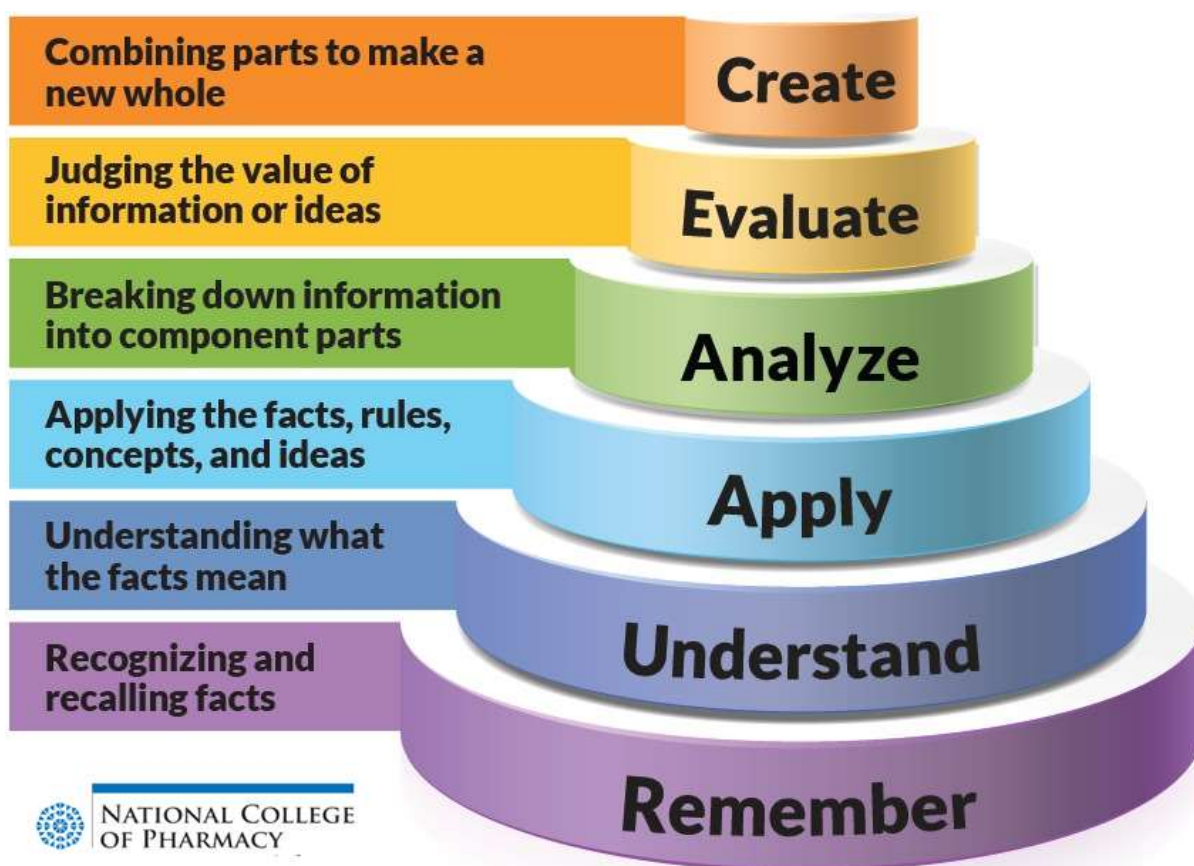 Combining parts to make a
new whole
Create
Judging the value of
information or ideas
Evaluate
Breaking down information
into component parts
Analyze
Applying the facts, rules,
concepts, and ideas
Apply
Understanding what
the facts mean
Understand
Recognizing and
recalling facts
Remember
NATIONAL COLLEGE
OF PHARMACY